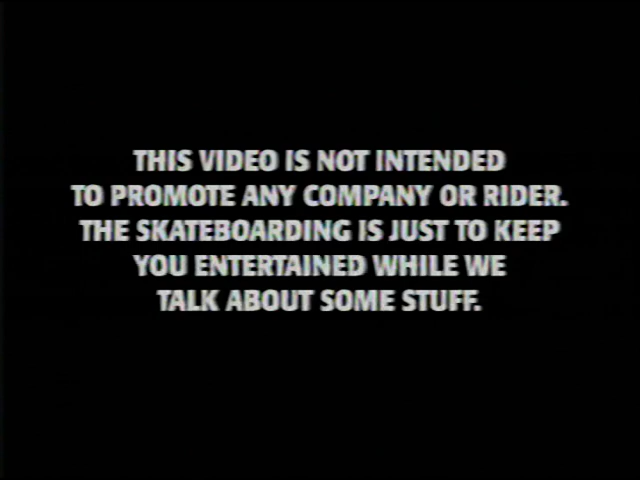 THIS VIDEO IS NOT INTENDED
TO PROMOTE ANY COMPANY OR RIDER.
THE SKATEBOARDING IS JUST TO KEEP
YOU ENTERTAINED WHILE WE
TALK ABOUT SOME STUFF.